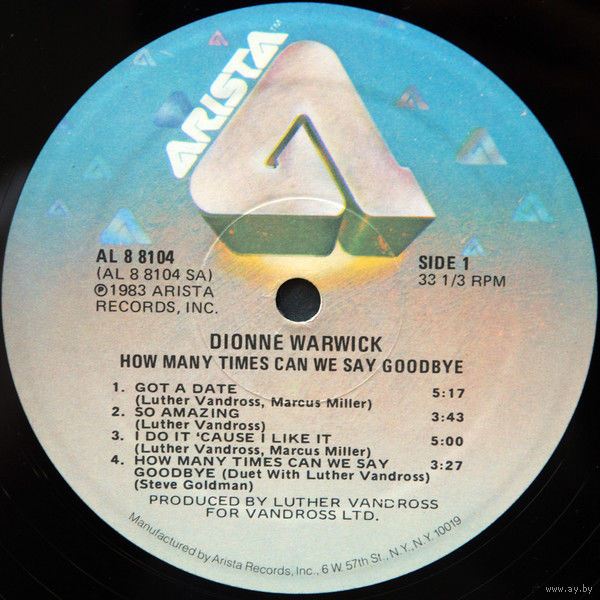 ARISTA™
AL 8 8104
(AL 8 8104 SA)
℗1983 ARISTA
RECORDS, INC.
SIDE 1
33 1/3 RPM
DIONNE WARWICK
HOW MANY TIMES CAN WE SAY GOODBYE
1. GOT A DATE 5:17
(Luther Vandross, Marcus Miller)
2. SO AMAZING 3:43
(Luther Vandross)
3. I DO IT ‘CAUSE I LIKE IT 5:00
(Luther Vandross, Marcus Miller)
4. HOW MANY TIMES CAN WE SAY 3:27
GOODBYE (Duet With Luther Vandross)
(Steve Goldman)
PRODUCED BY LUTHER VANDROSS
FOR VANDROSS LTD.
Manufactured by Arista Records, Inc., 6 W. 57th St., N.Y., N.Y. 10019
www.ay.by